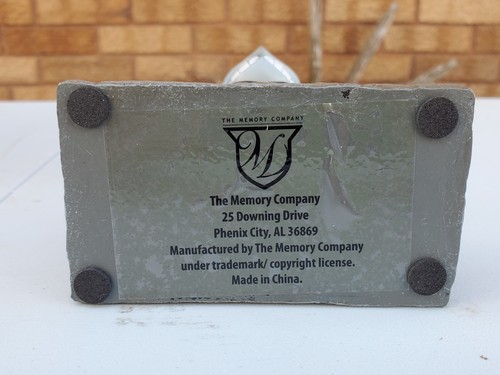 THE MEMORY COMPANY
M
The Memory Company
25 Downing Drive
Phenix City, AL 36869
Manufactured by The Memory Company
under trademark/ copyright license.
Made in China.